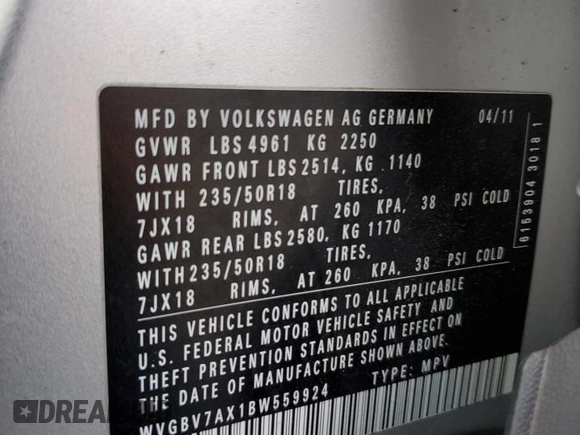 MFD BY VOLKSWAGEN AG GERMANY 04/11
GVWR LBS 4961 KG 2250
GAWR FRONT LBS 2514, KG 1140
WITH 235/50R18 TIRES,
7JX18 RIMS, AT 260 KPA, 38 PSI COLD
GAWR REAR LBS 2580, KG 1170
WITH 235/50R18 TIRES,
7JX18 RIMS, AT 260 KPA, 38 PSI COLD
THIS VEHICLE CONFORMS TO ALL APPLICABLE
U.S. FEDERAL MOTOR VEHICLE SAFETY AND
THEFT PREVENTION STANDARDS IN EFFECT ON
THE DATE OF MANUFACTURE SHOWN ABOVE.
WVGBV7AX1BW559924 TYPE: MPV
6153904 3018 1
DREAM